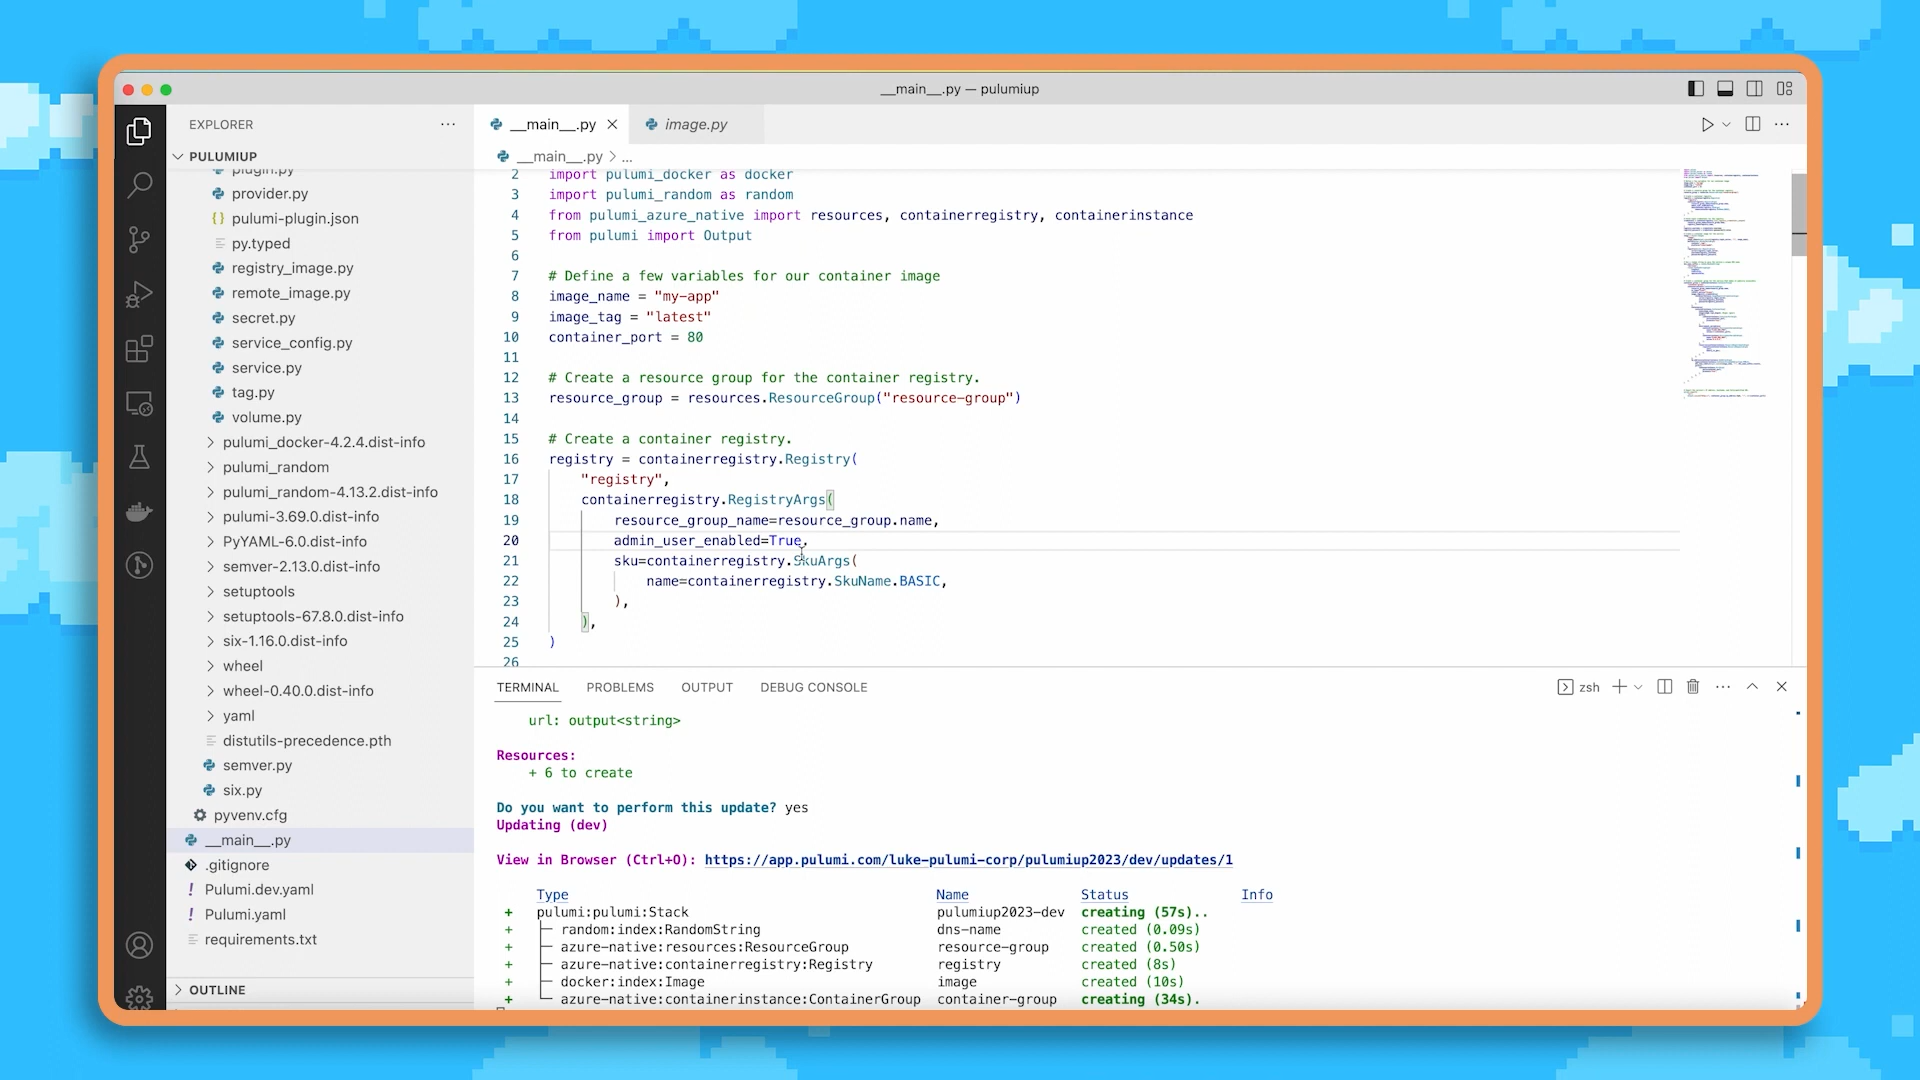 __main__.py — pulumiup
EXPLORER
PULUMIUP
plugin.py
provider.py
{} pulumi-plugin.json
py.typed
registry_image.py
remote_image.py
secret.py
service_config.py
service.py
tag.py
volume.py
pulumi_docker-4.2.4.dist-info
pulumi_random
pulumi_random-4.13.2.dist-info
pulumi-3.69.0.dist-info
PyYAML-6.0.dist-info
semver-2.13.0.dist-info
setuptools
setuptools-67.8.0.dist-info
six-1.16.0.dist-info
wheel
wheel-0.40.0.dist-info
yaml
distutils-precedence.pth
semver.py
six.py
pyvenv.cfg
__main__.py
.gitignore
! Pulumi.dev.yaml
! Pulumi.yaml
requirements.txt
OUTLINE
__main__.py
image.py
__main__.py > ...
2 import pulumi_docker as docker
3 import pulumi_random as random
4 from pulumi_azure_native import resources, containerregistry, containerinstance
5 from pulumi import Output
6
7 # Define a few variables for our container image
8 image_name = "my-app"
9 image_tag = "latest"
10 container_port = 80
11
12 # Create a resource group for the container registry.
13 resource_group = resources.ResourceGroup("resource-group")
14
15 # Create a container registry.
16 registry = containerregistry.Registry(
17 "registry",
18 containerregistry.RegistryArgs(
19 resource_group_name=resource_group.name,
20 admin_user_enabled=True,
21 sku=containerregistry.SkuArgs(
22 name=containerregistry.SkuName.BASIC,
23 ),
24 ),
25 )
26
TERMINAL PROBLEMS OUTPUT DEBUG CONSOLE
zsh
url: output<string>
Resources:
+ 6 to create
Do you want to perform this update? yes
Updating (dev)
View in Browser (Ctrl+O): https://app.pulumi.com/luke-pulumi-corp/pulumiup2023/dev/updates/1
Type Name Status Info
+ pulumi:pulumi:Stack pulumiup2023-dev creating (57s)..
+ random:index:RandomString dns-name created (0.09s)
+ azure-native:resources:ResourceGroup resource-group created (0.50s)
+ azure-native:containerregistry:Registry registry created (8s)
+ docker:index:Image image created (10s)
+ azure-native:containerinstance:ContainerGroup container-group creating (34s).